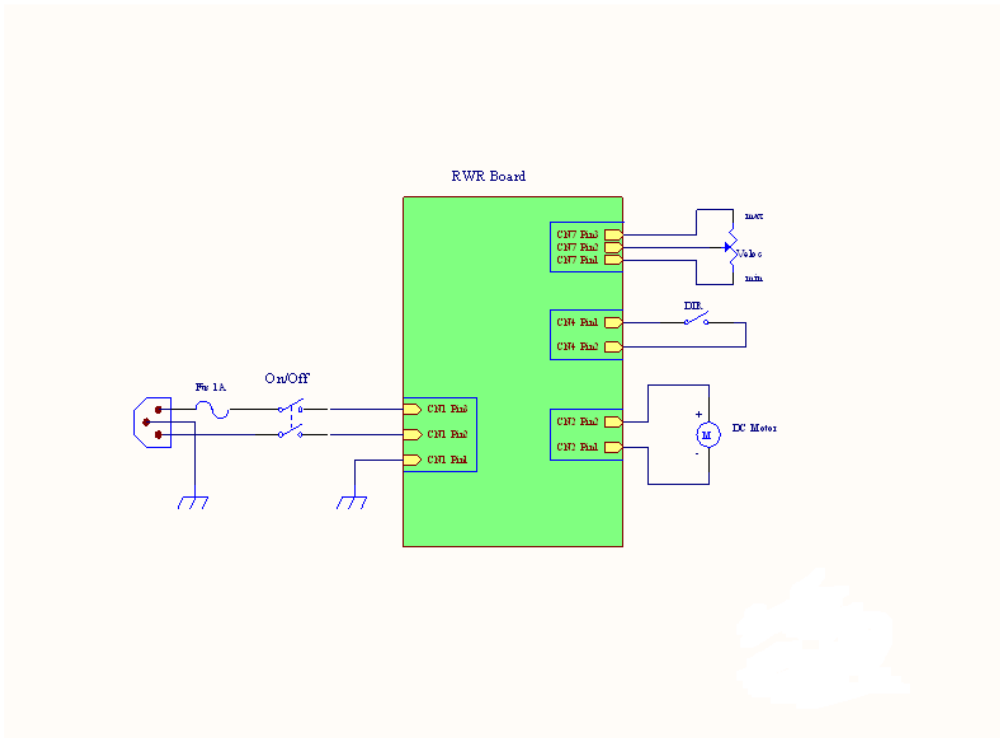 RWR Board
CN7 Pin3
CN7 Pin2
CN7 Pin1
max
Veloc
min
DIR
CN4 Pin1
CN4 Pin2
Fus 1A
On/Off
CN1 Pin3
CN1 Pin2
CN1 Pin1
CN2 Pin2
CN2 Pin1
+
M
-
DC Motor